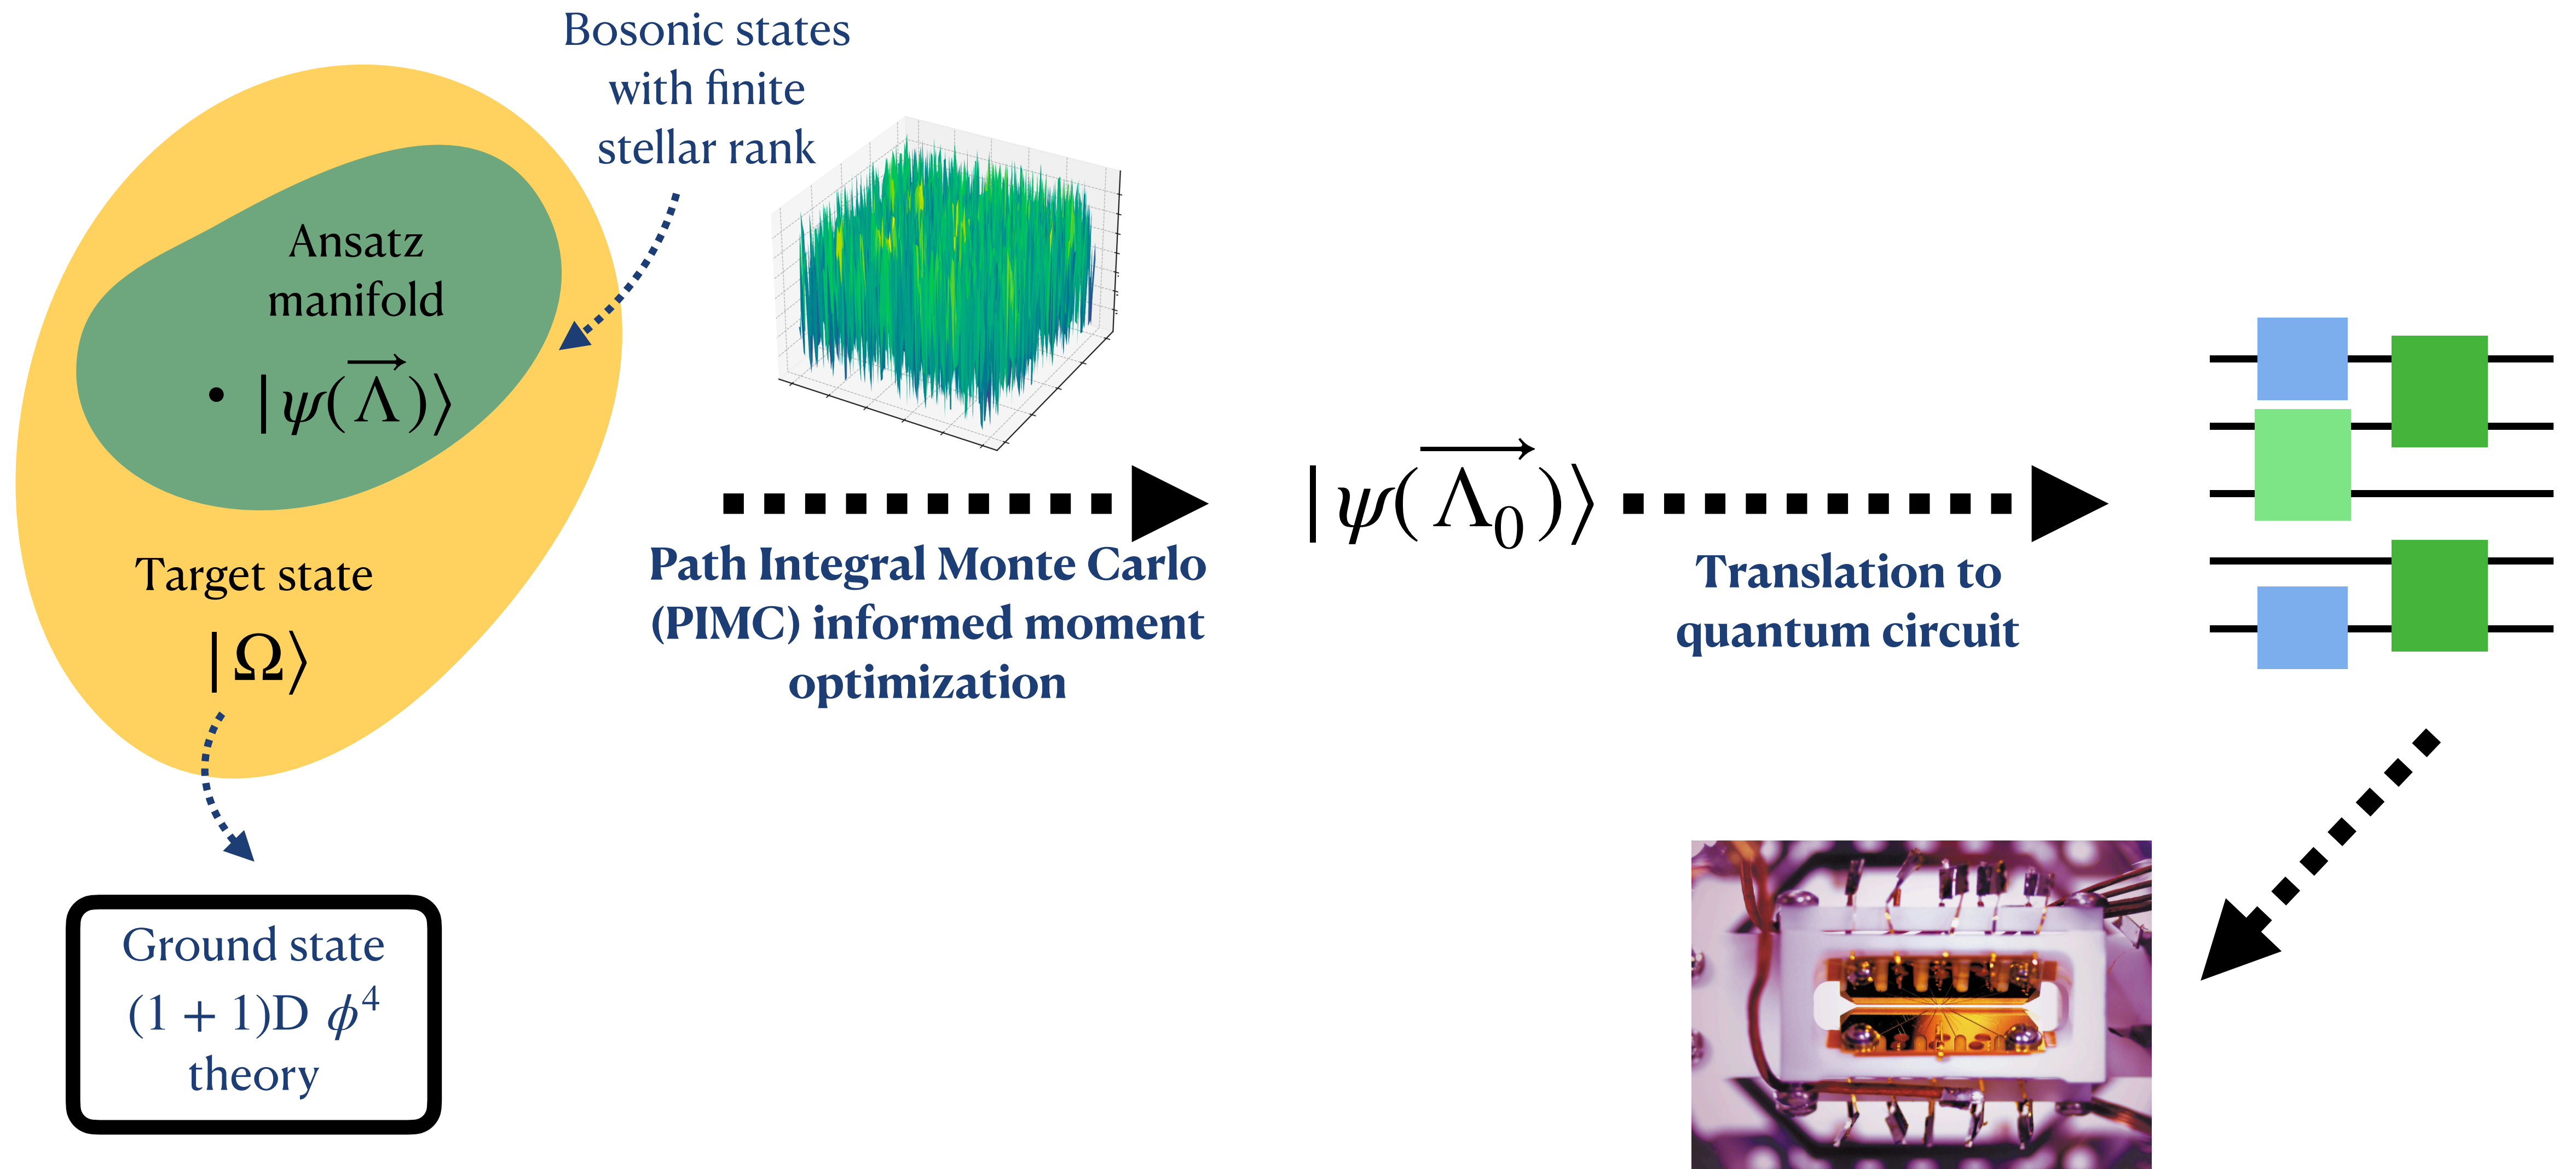 Bosonic states
with finite
stellar rank
Ansatz
manifold
• |ψ(Λ⃗)⟩
Target state
|Ω⟩
Ground state
(1 + 1)D ϕ⁴
theory
Path Integral Monte Carlo
(PIMC) informed moment
optimization
|ψ(Λ⃗₀)⟩
Translation to
quantum circuit